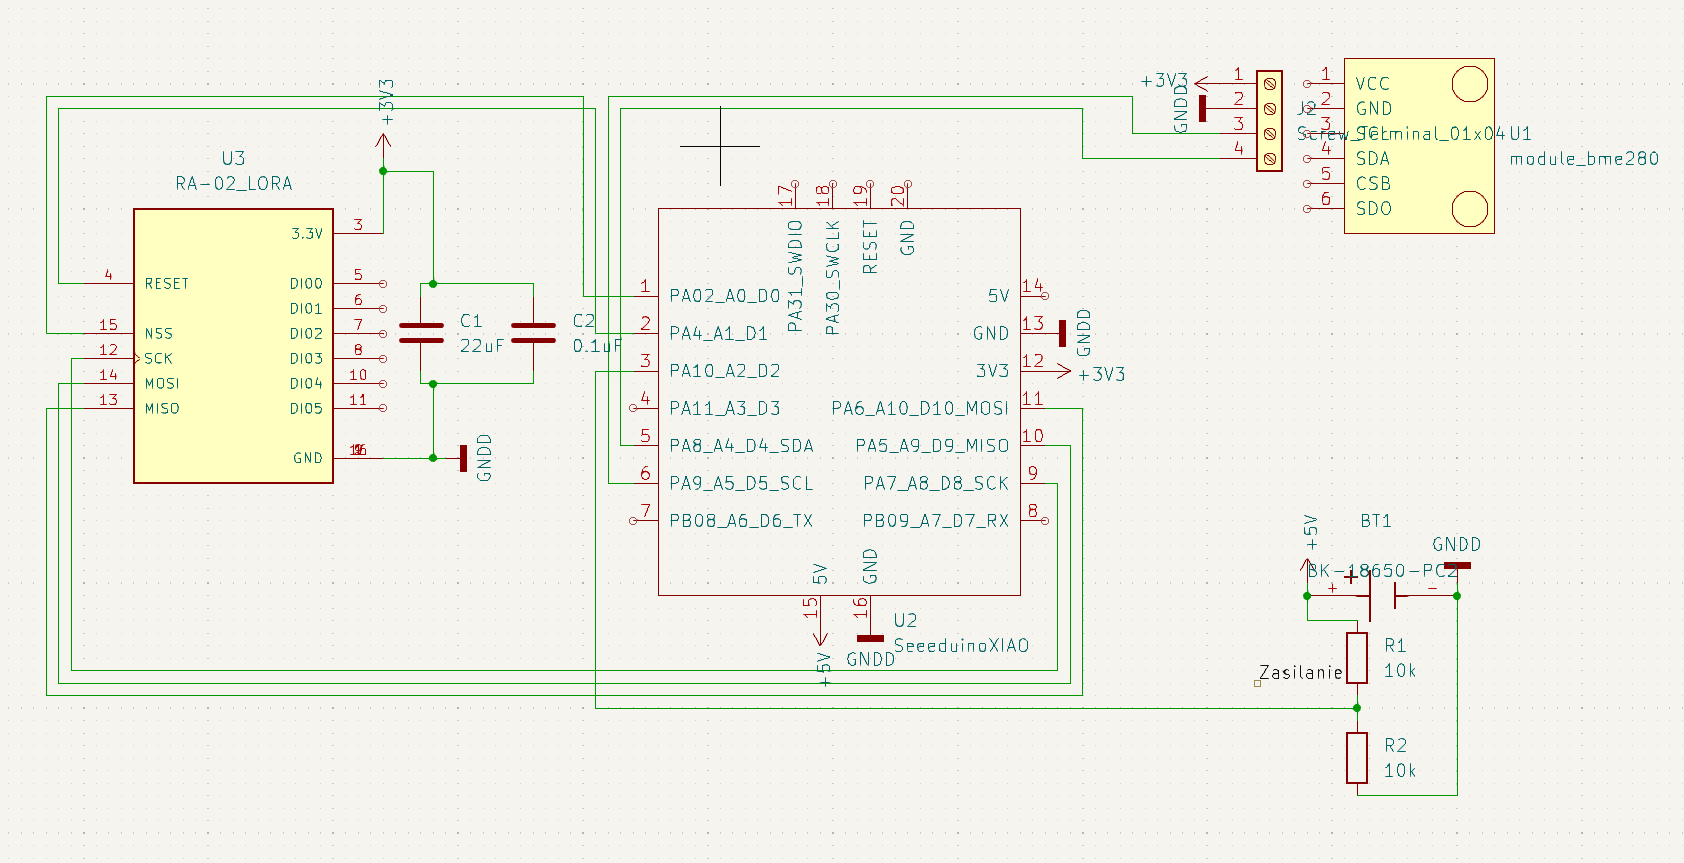 +3V3
U3
RA-02_LORA
3.3V
3
4
RESET
15
NSS
12
SCK
14
MOSI
13
MISO
DIO0
5
DIO1
6
DIO2
7
DIO3
8
DIO4
10
DIO5
11
GND
GNDD
C1
22uF
C2
0.1uF
17
18
19
20
PA31_SWDIO
PA30_SWCLK
RESET
GND
1
PA02_A0_D0
2
PA4_A1_D1
3
PA10_A2_D2
4
PA11_A3_D3
5
PA8_A4_D4_SDA
6
PA9_A5_D5_SCL
7
PB08_A6_D6_TX
5V
14
GND
13
GNDD
3V3
12
+3V3
PA6_A10_D10_MOSI
11
PA5_A9_D9_MISO
10
PA7_A8_D8_SCK
9
PB09_A7_D7_RX
8
5V
GND
15
16
+5V
GNDD
U2
SeeeduinoXIAO
+3V3
GNDD
1
2
3
4
J2
Screw_Terminal_01x04
U1
module_bme280
1
VCC
2
GND
3
SCL
4
SDA
5
CSB
6
SDO
+5V
BT1
GNDD
BK-18650-PC2
+
+
-
R1
10k
Zasilanie
R2
10k